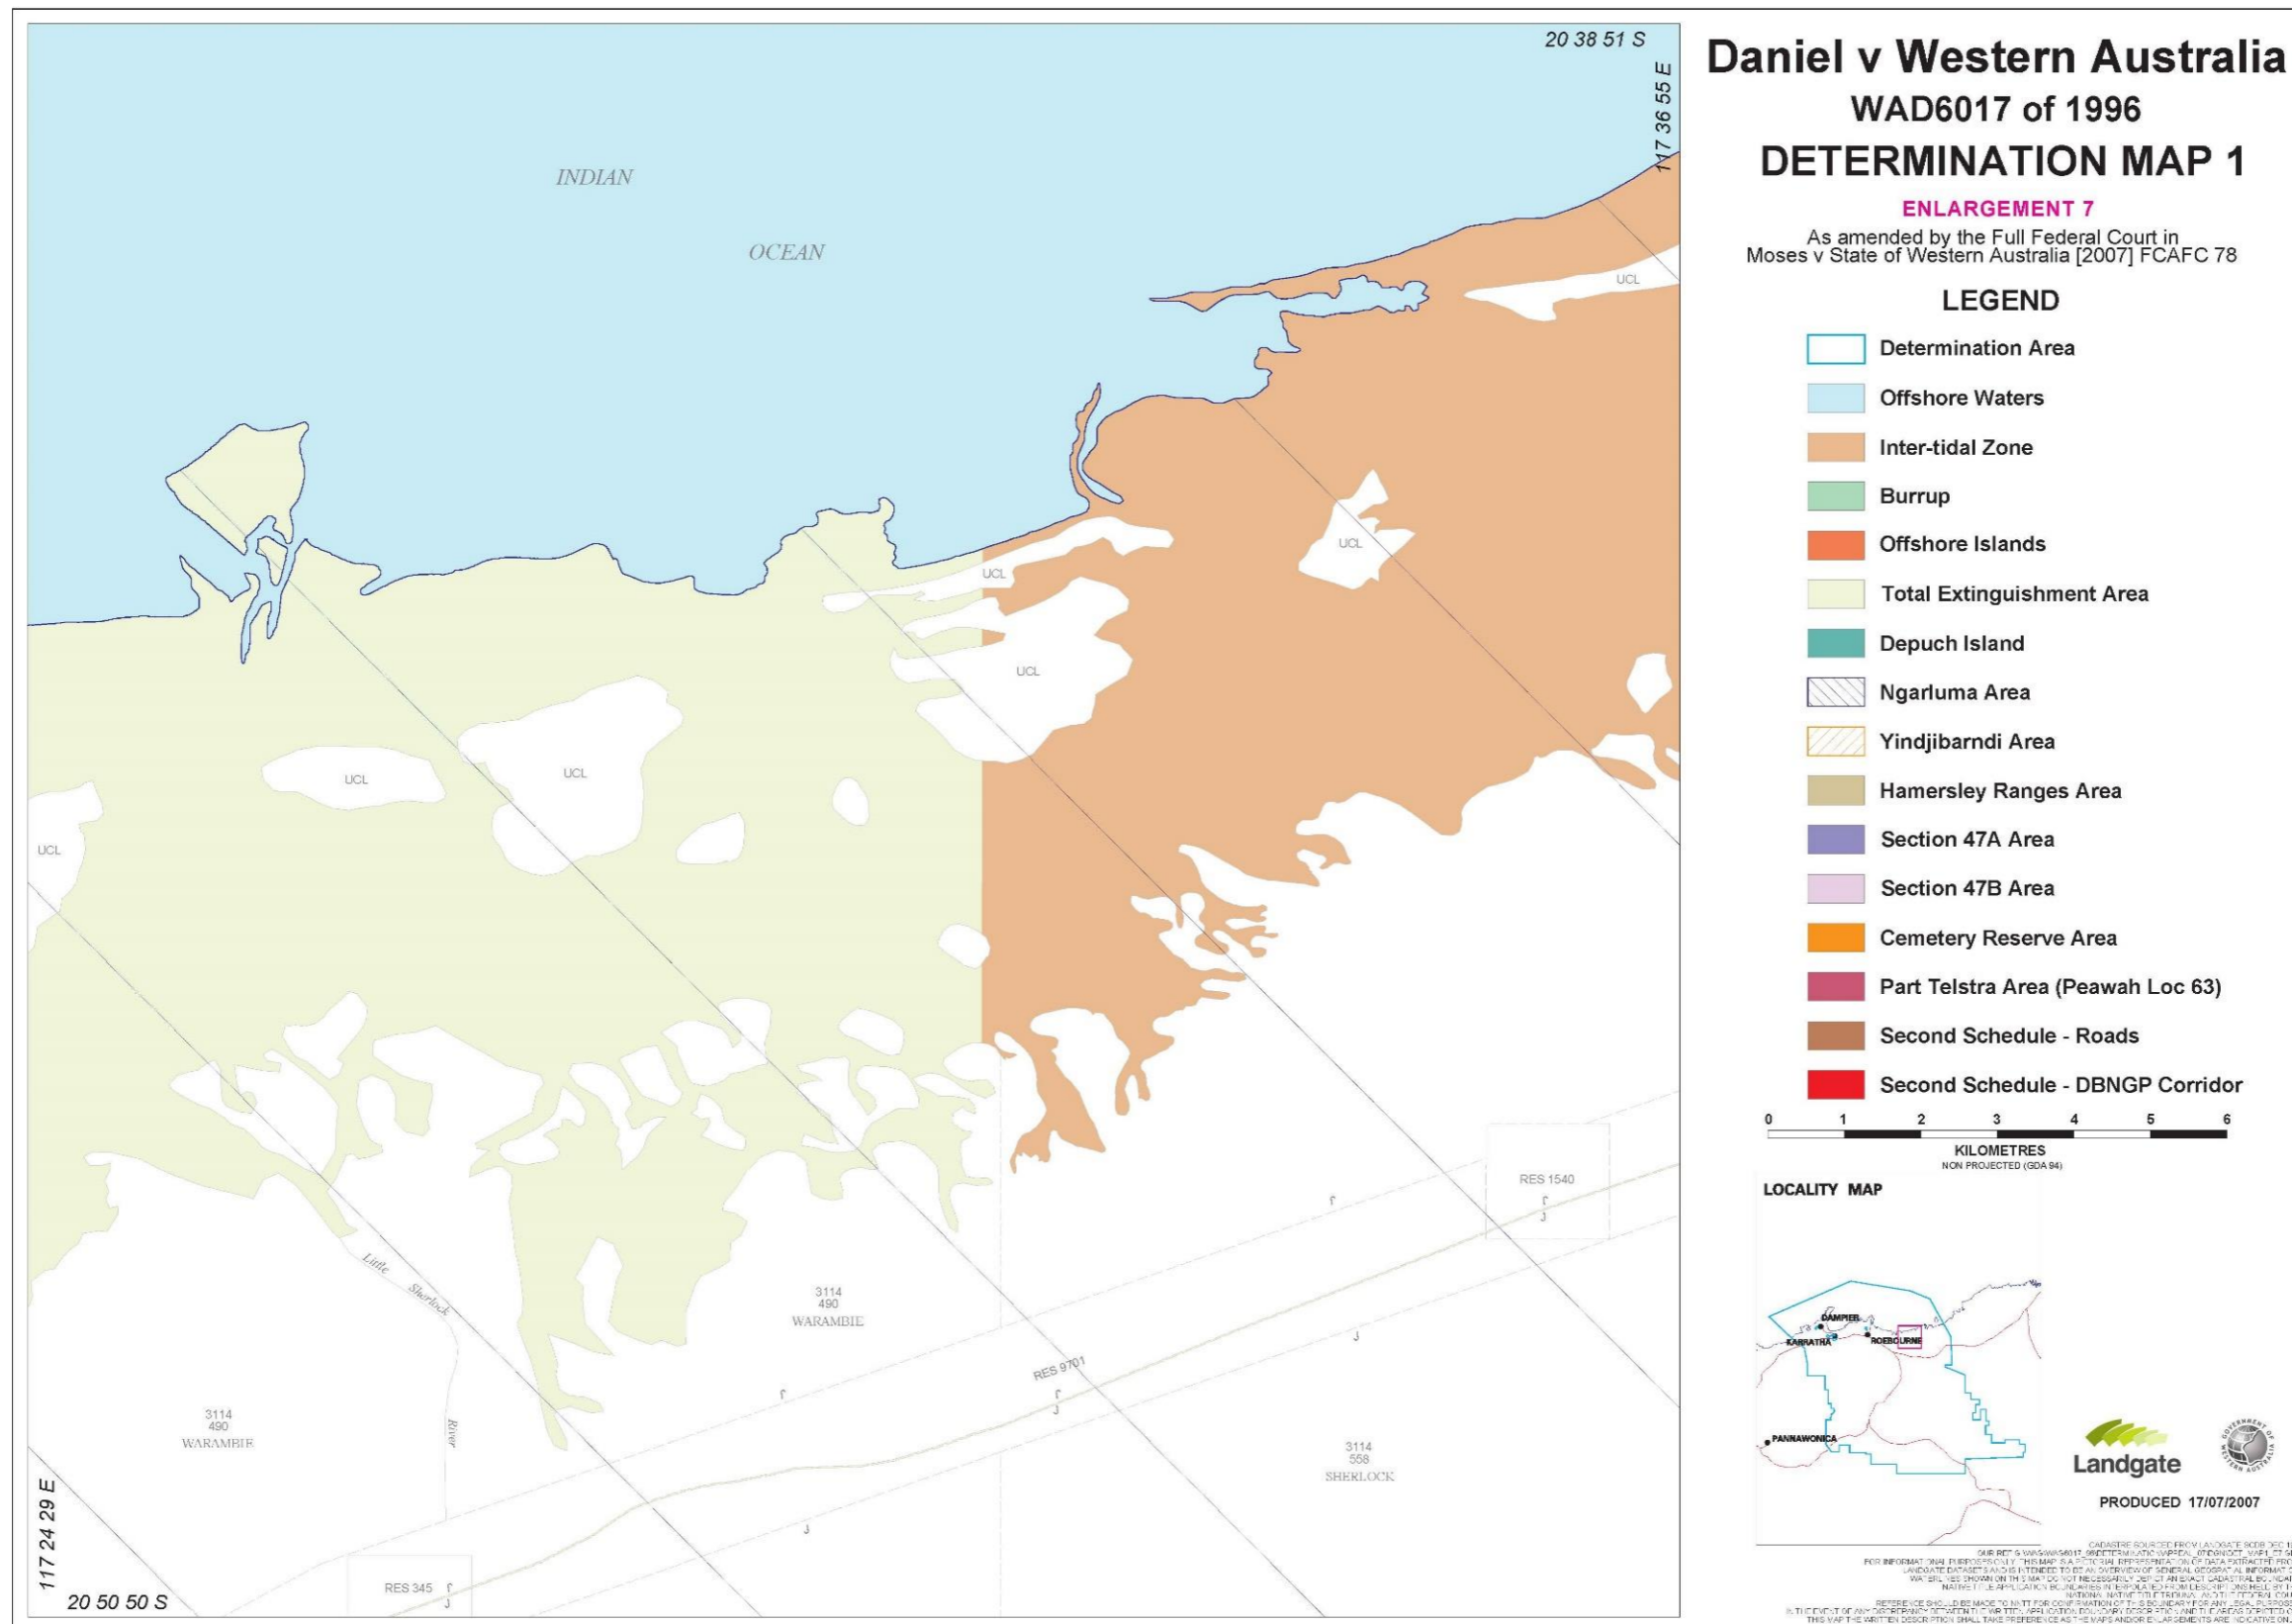 20 38 51 S
117 36 55 E
INDIAN
OCEAN
UCL
UCL
UCL
UCL
UCL
UCL
UCL
Little
Sherlock
River
3114
490
WARAMBIE
3114
490
WARAMBIE
3114
558
SHERLOCK
RES 1540
RES 9701
RES 345
117 24 29 E
20 50 50 S
Daniel v Western Australia
WAD6017 of 1996
DETERMINATION MAP 1
ENLARGEMENT 7
As amended by the Full Federal Court in
Moses v State of Western Australia [2007] FCAFC 78
LEGEND
Determination Area
Offshore Waters
Inter-tidal Zone
Burrup
Offshore Islands
Total Extinguishment Area
Depuch Island
Ngarluma Area
Yindjibarndi Area
Hamersley Ranges Area
Section 47A Area
Section 47B Area
Cemetery Reserve Area
Part Telstra Area (Peawah Loc 63)
Second Schedule - Roads
Second Schedule - DBNGP Corridor
0 1 2 3 4 5 6
KILOMETRES
NON PROJECTED (GDA 94)
LOCALITY MAP
DAMPIER
KARRATHA
ROEBOURNE
PANNAWONICA
Landgate
GOVERNMENT OF
WESTERN AUSTRALIA
PRODUCED 17/07/2007